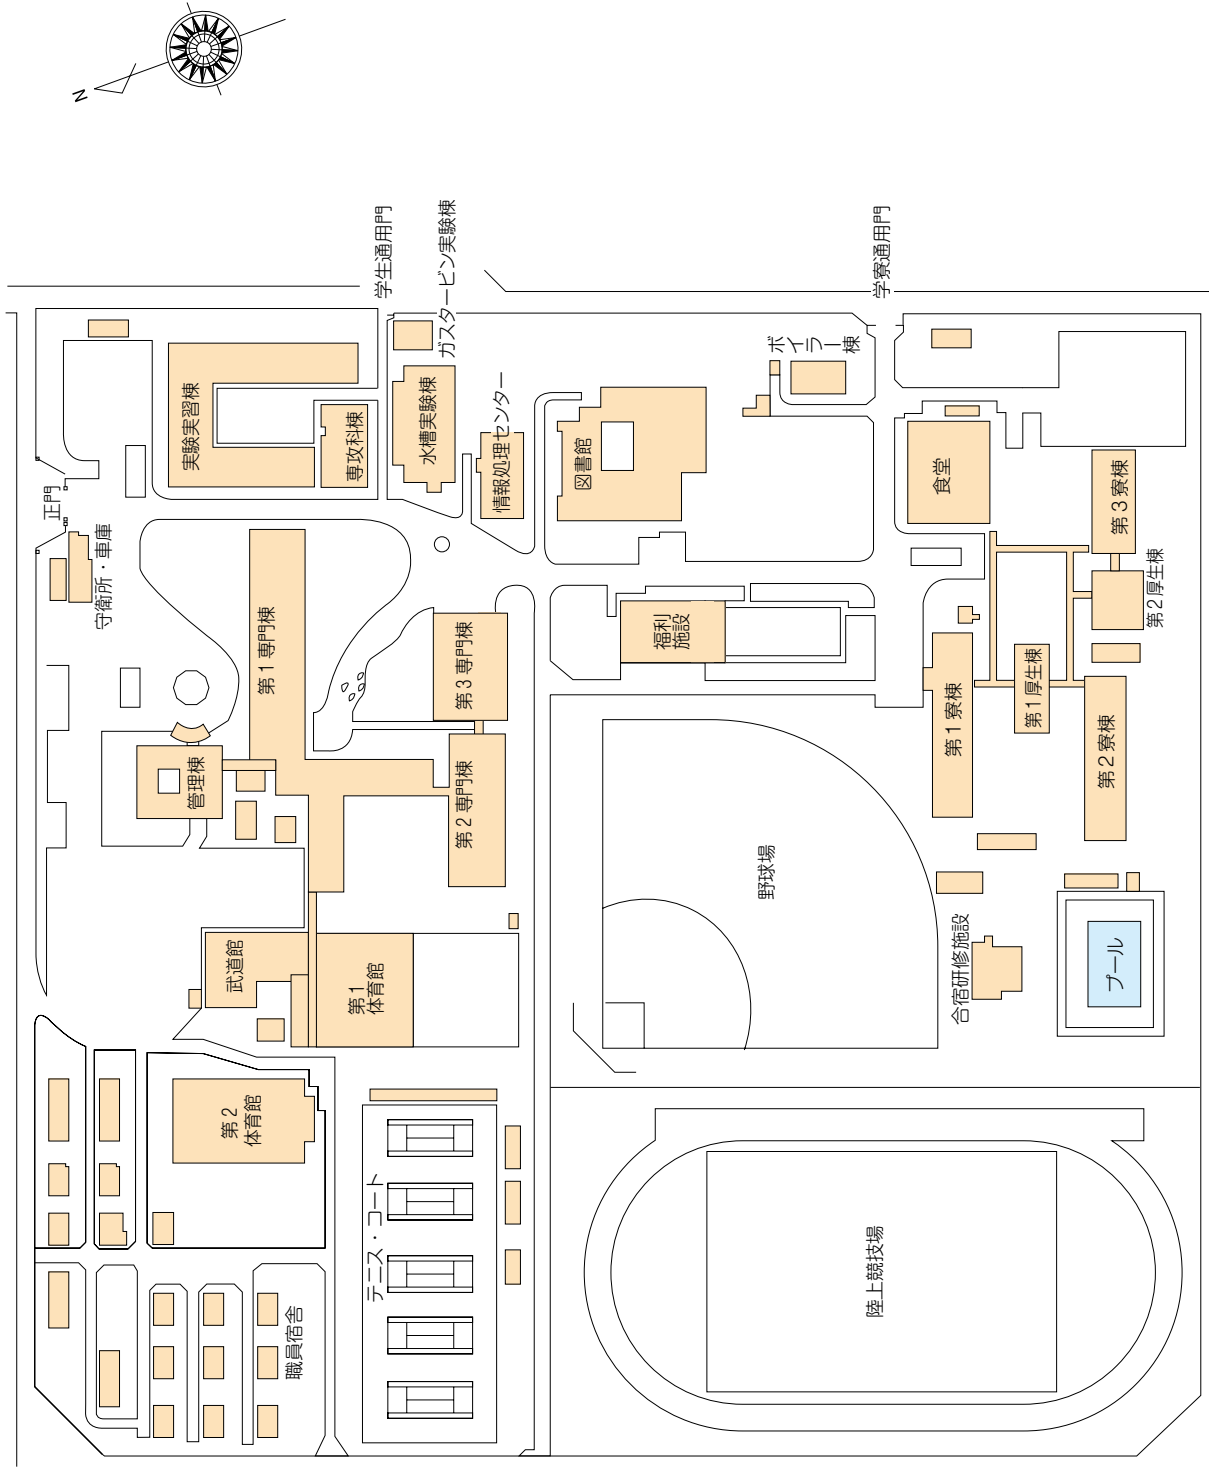 N
学生通用門
ガスタービン実験棟
学寮通用門
ボイラー棟
正門
守衛所・車庫
実験実習棟
専攻科棟
水槽実験棟
情報処理センター
図書館
食堂
第3寮棟
第2厚生棟
第1専門棟
第3専門棟
福利
施設
第1寮棟
第1厚生棟
第2寮棟
管理棟
第2専門棟
野球場
武道館
第1
体育館
合宿研修施設
プール
第2
体育館
テニス・コート
陸上競技場
職員宿舎